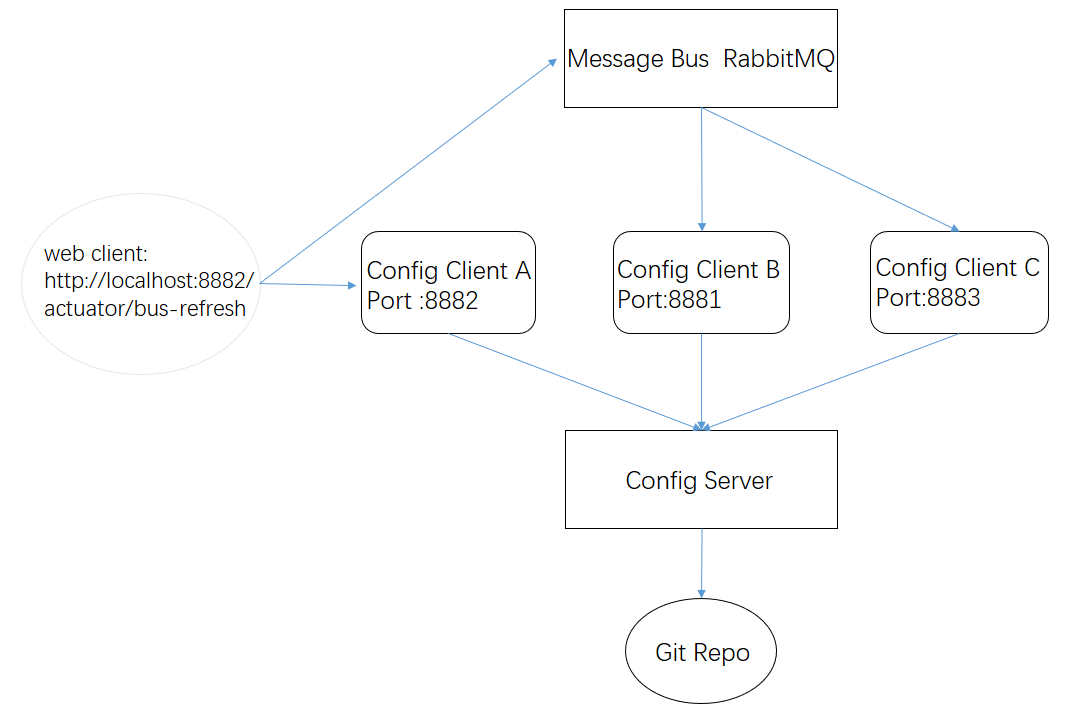 Message Bus  RabbitMQ
web client:
http://localhost:8882/
actuator/bus-refresh
Config Client A
Port :8882
Config Client B
Port:8881
Config Client C
Port:8883
Config Server
Git Repo